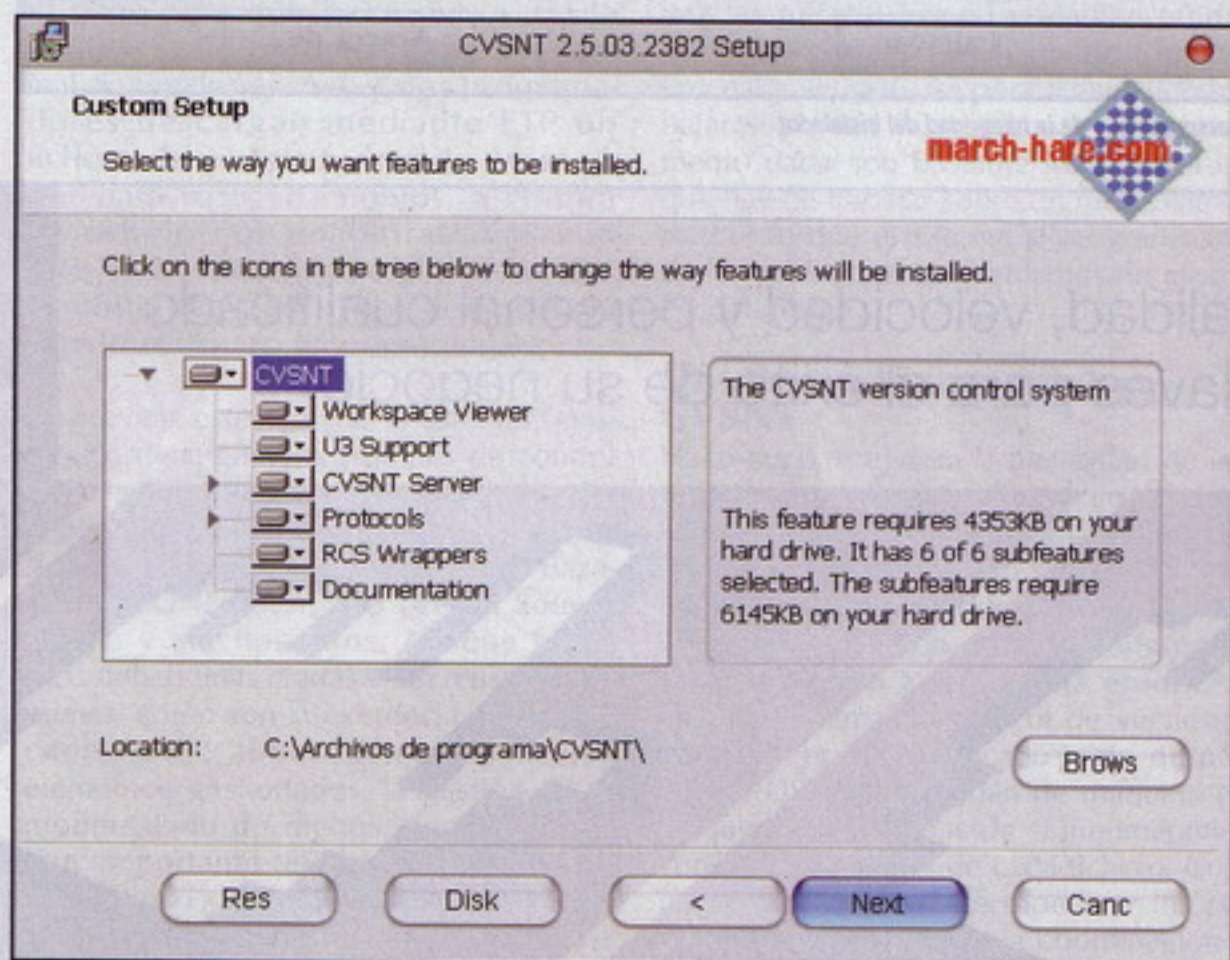 CVSNT 2.5.03.2382 Setup
Custom Setup
Select the way you want features to be installed.
march-hare.com
Click on the icons in the tree below to change the way features will be installed.
CVSNT
Workspace Viewer
U3 Support
CVSNT Server
Protocols
RCS Wrappers
Documentation
The CVSNT version control system
This feature requires 4353KB on your
hard drive. It has 6 of 6 subfeatures
selected. The subfeatures require
6145KB on your hard drive.
Location: C:\Archivos de programa\CVSNT\
Brows
Res
Disk
<
Next
Canc